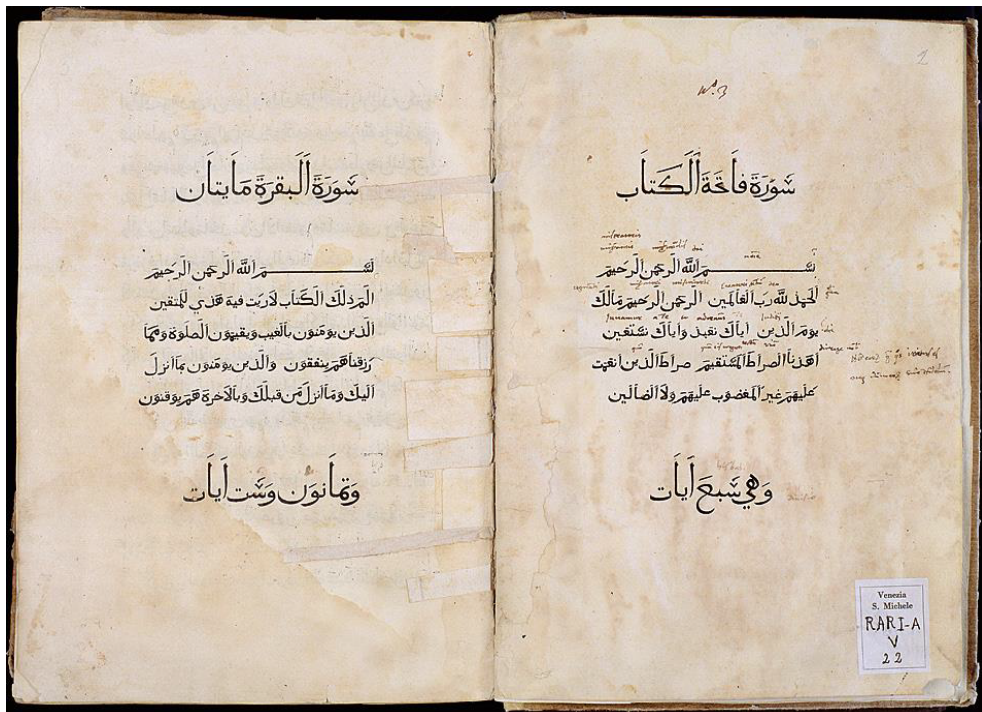 سورة فاتحة الكتاب
بسم الله الرحمن الرحيم
الحمد لله رب العالمين الرحمن الرحيم مالك
يوم الدين اياك نعبد واياك نستعين
اهدنا الصراط المستقيم صراط الذين انعمت
عليهم غير المغضوب عليهم ولا الضالين
وهي سبع ايات
Venezia
S. Michele
RARI-A
V
22
سورة البقرة مايتان
بسم الله الرحمن الرحيم
الم ذلك الكتاب لا ريب فيه هدي للمتقين
الذين يومنون بالغيب ويقيمون الصلوة ومما
رزقناهم ينفقون والذين يومنون بما انزل
اليك وما انزل من قبلك وبالاخرة هم يوقنون
وثمانون وست ايات